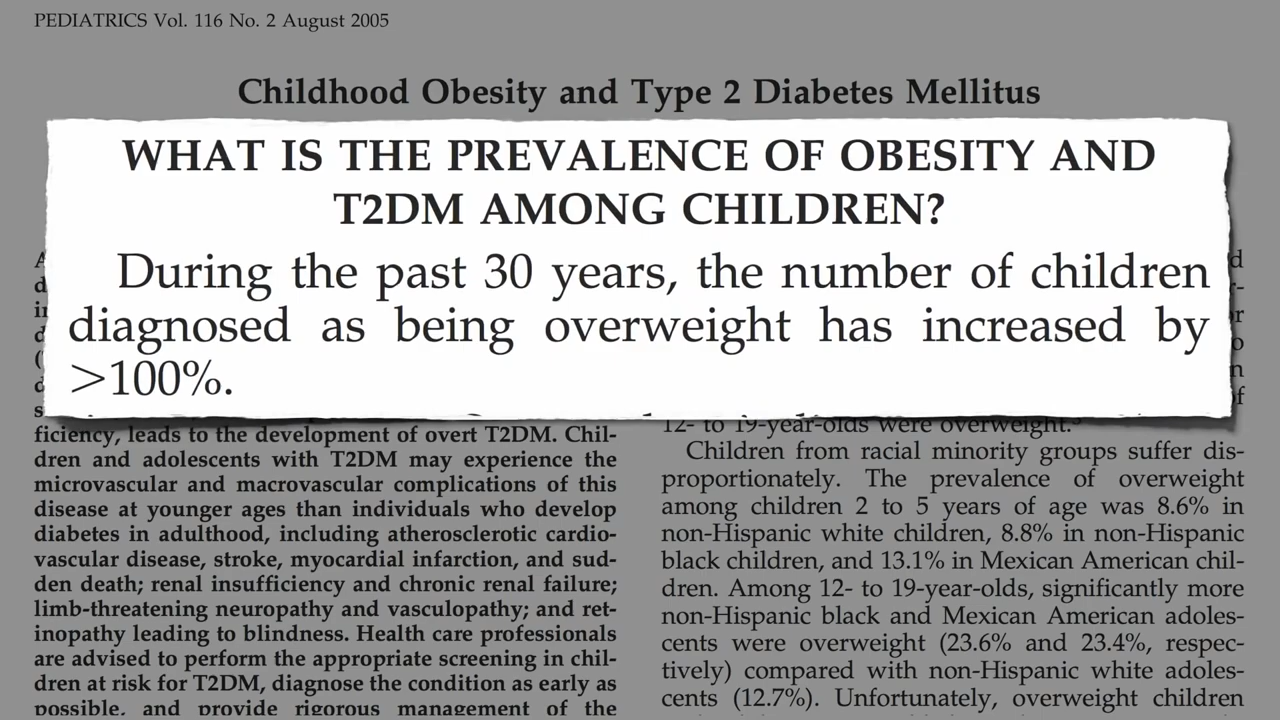 PEDIATRICS Vol. 116 No. 2 August 2005
Childhood Obesity and Type 2 Diabetes Mellitus
WHAT IS THE PREVALENCE OF OBESITY AND
T2DM AMONG CHILDREN?
During the past 30 years, the number of children
diagnosed as being overweight has increased by
>100%.
ficiency, leads to the development of overt T2DM. Chil-
dren and adolescents with T2DM may experience the
microvascular and macrovascular complications of this
disease at younger ages than individuals who develop
diabetes in adulthood, including atherosclerotic cardio-
vascular disease, stroke, myocardial infarction, and sud-
den death; renal insufficiency and chronic renal failure;
limb-threatening neuropathy and vasculopathy; and ret-
inopathy leading to blindness. Health care professionals
are advised to perform the appropriate screening in chil-
dren at risk for T2DM, diagnose the condition as early as
possible, and provide rigorous management of the
12- to 19-year-olds were overweight.
Children from racial minority groups suffer dis-
proportionately. The prevalence of overweight
among children 2 to 5 years of age was 8.6% in
non-Hispanic white children, 8.8% in non-Hispanic
black children, and 13.1% in Mexican American chil-
dren. Among 12- to 19-year-olds, significantly more
non-Hispanic black and Mexican American adoles-
cents were overweight (23.6% and 23.4%, respec-
tively) compared with non-Hispanic white adoles-
cents (12.7%). Unfortunately, overweight children